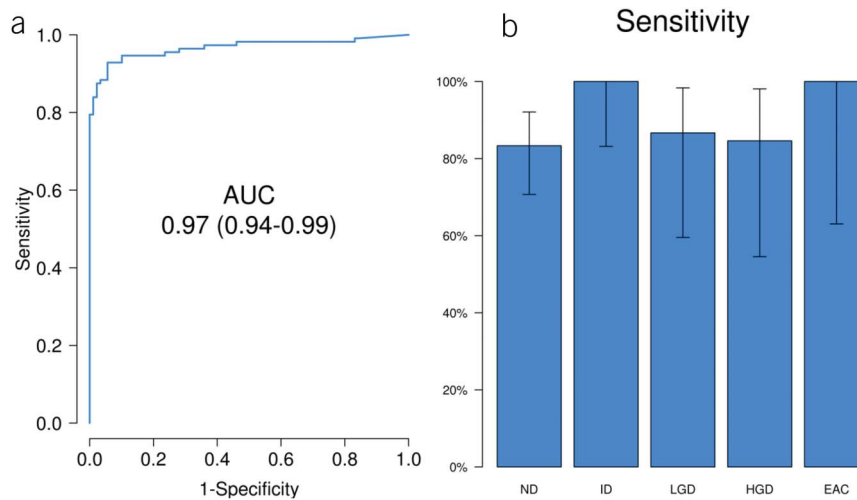 a
1.0
0.8
0.6
0.4
0.2
0.0
Sensitivity
AUC
0.97 (0.94-0.99)
0.0 0.2 0.4 0.6 0.8 1.0
1-Specificity
b
Sensitivity
100%
80%
60%
40%
20%
0%
ND ID LGD HGD EAC